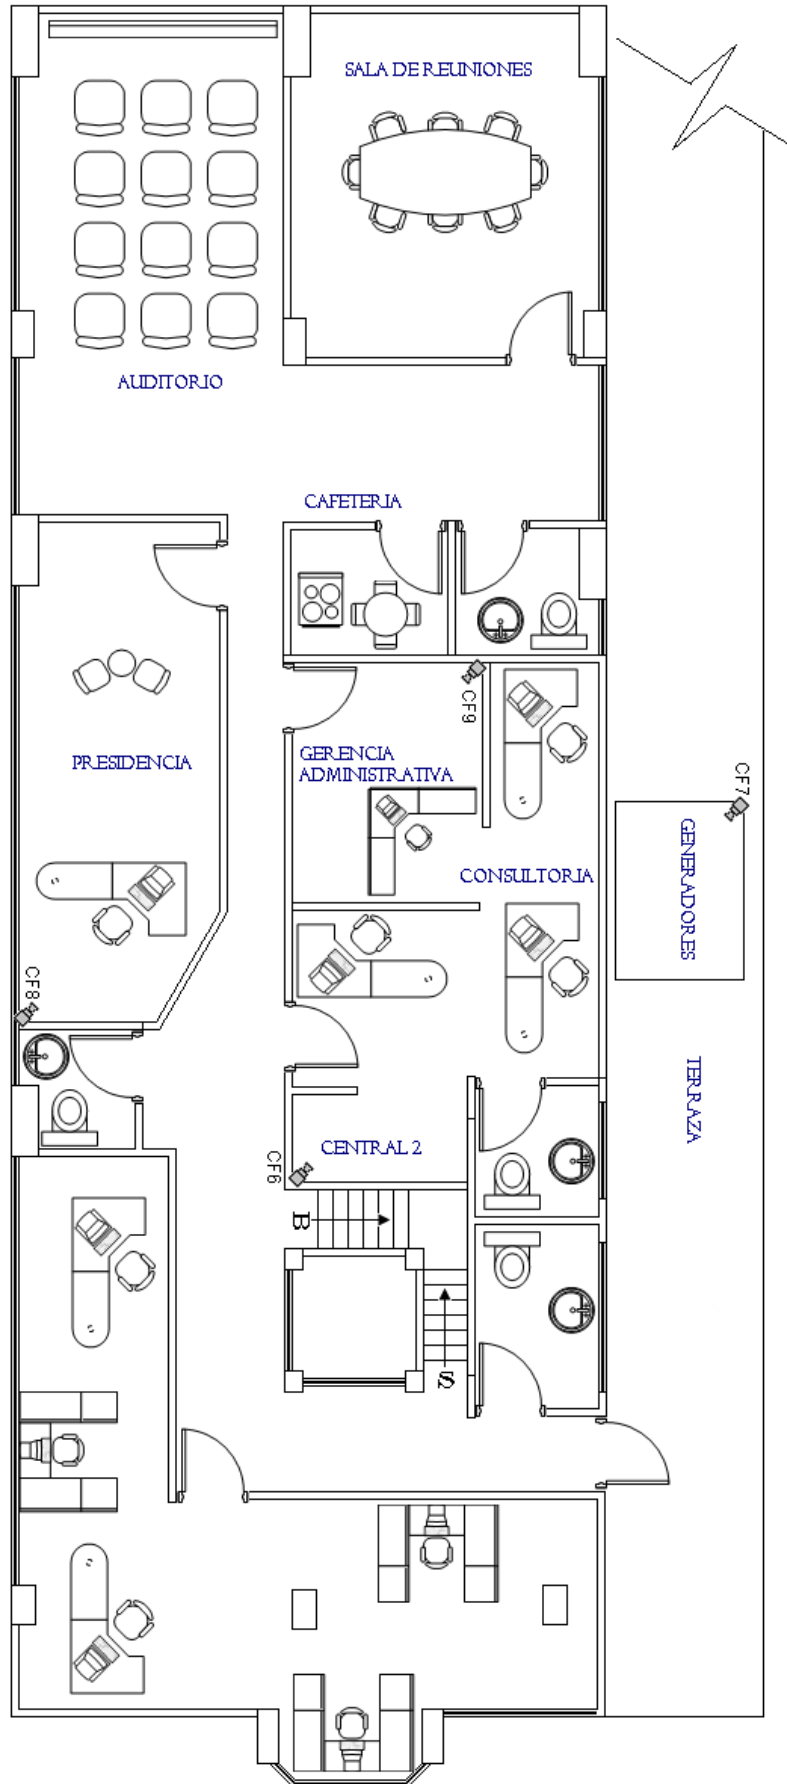 SALA DE REUNIONES
AUDITORIO
CAFETERIA
CF9
PRESIDENCIA
GERENCIA
ADMINISTRATIVA
CF7
GENERADORES
CONSULTORIA
CF8
TERRAZA
CENTRAL 2
CF6
B
S